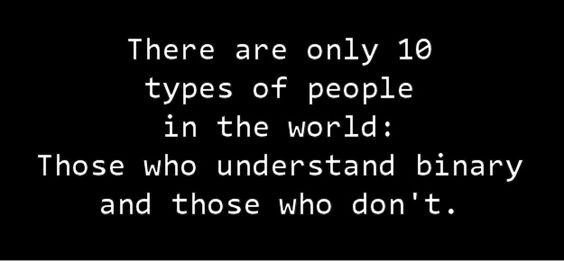 There are only 10
types of people
in the world:
Those who understand binary
and those who don't.